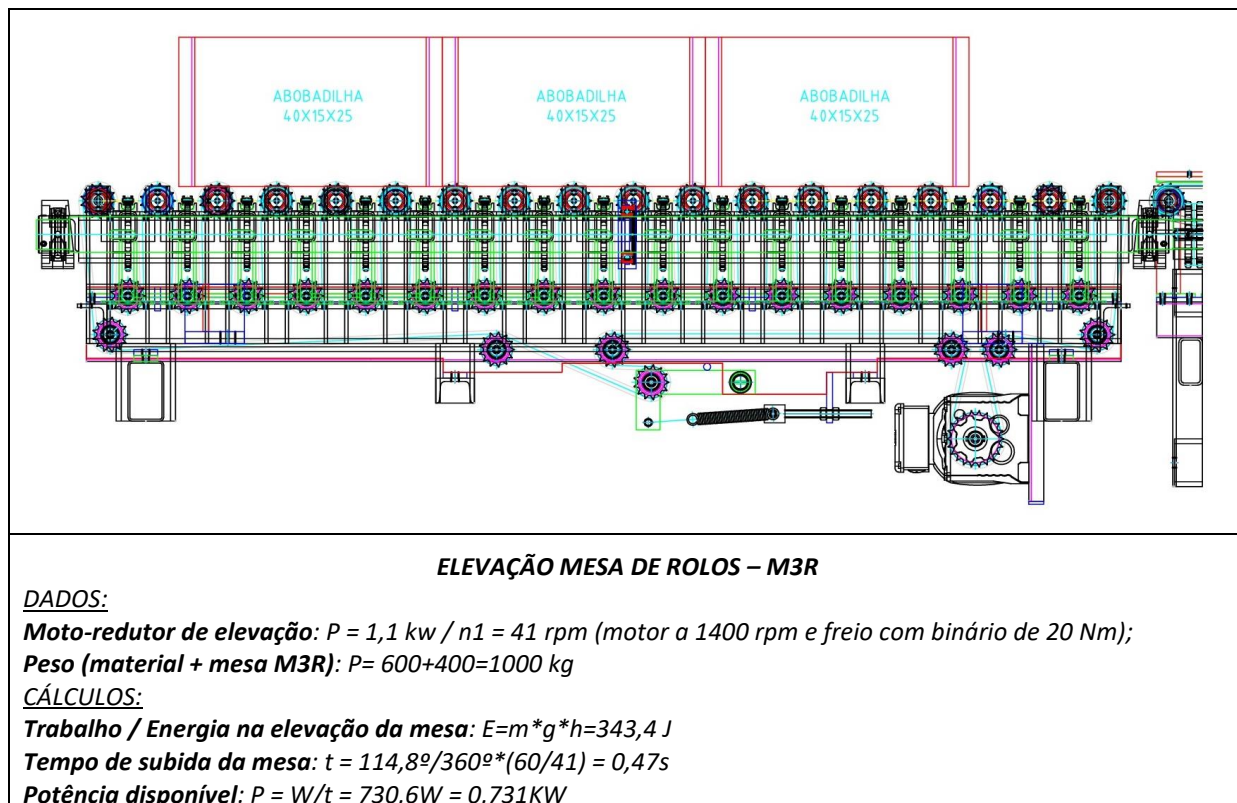 ABOBADILHA
40X15X25
ABOBADILHA
40X15X25
ABOBADILHA
40X15X25
ELEVAÇÃO MESA DE ROLOS – M3R
DADOS:
Moto-redutor de elevação: P = 1,1 kw / n1 = 41 rpm (motor a 1400 rpm e freio com binário de 20 Nm);
Peso (material + mesa M3R): P= 600+400=1000 kg
CÁLCULOS:
Trabalho / Energia na elevação da mesa: E=m*g*h=343,4 J
Tempo de subida da mesa: t = 114,8º/360º*(60/41) = 0,47s
Potência disponível: P = W/t = 730,6W = 0,731KW